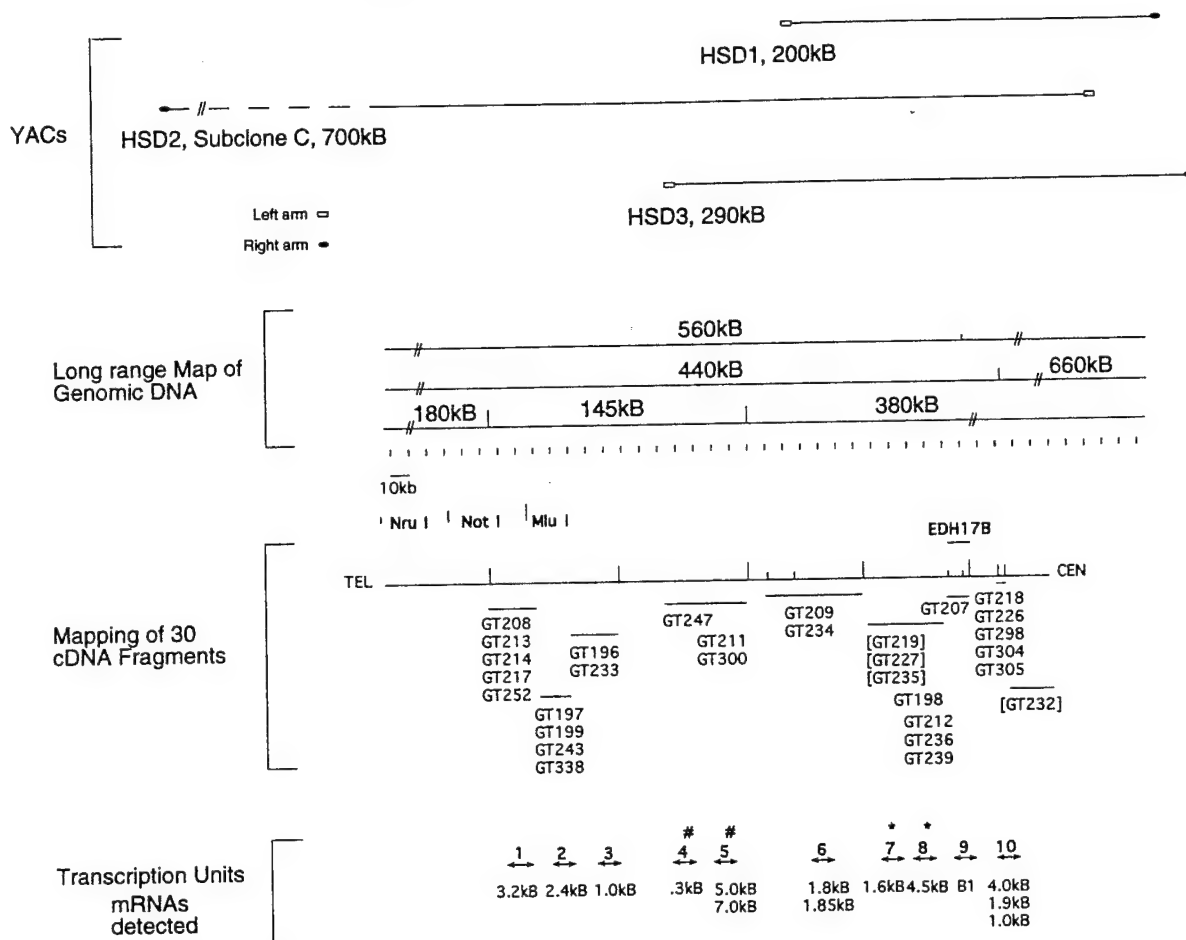 HSD1, 200kB
YACs
HSD2, Subclone C, 700kB
HSD3, 290kB
Left arm
Right arm
560kB
Long range Map of
Genomic DNA
440kB
660kB
180kB
145kB
380kB
10kb
Nru I
Not I
Mlu I
EDH17B
TEL
CEN
Mapping of 30
cDNA Fragments
GT208
GT213
GT214
GT217
GT252
GT197
GT199
GT243
GT338
GT196
GT233
GT247
GT211
GT300
GT209
GT234
[GT219]
[GT227]
[GT235]
GT198
GT212
GT236
GT239
GT207
GT218
GT226
GT298
GT304
GT305
[GT232]
# # * *
1 2 3 4 5 6 7 8 9 10
Transcription Units
mRNAs
detected
3.2kB 2.4kB 1.0kB .3kB 5.0kB 1.8kB 1.6kB 4.5kB B1 4.0kB
7.0kB 1.85kB 1.9kB
1.0kB